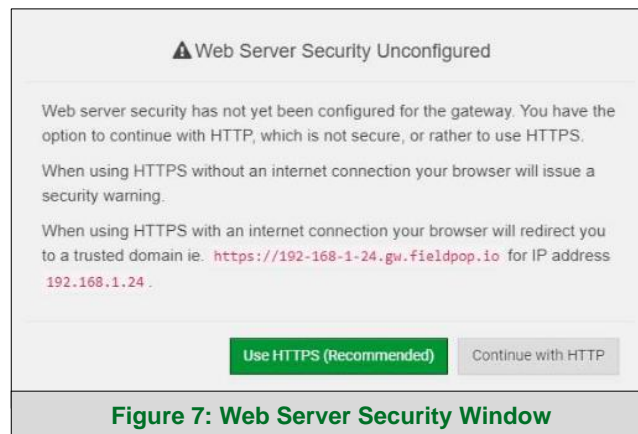 Web Server Security Unconfigured
Web server security has not yet been configured for the gateway. You have the
option to continue with HTTP, which is not secure, or rather to use HTTPS.
When using HTTPS without an internet connection your browser will issue a
security warning.
When using HTTPS with an internet connection your browser will redirect you
to a trusted domain ie. https://192-168-1-24.gw.fieldpop.io for IP address
192.168.1.24 .
Use HTTPS (Recommended) Continue with HTTP
Figure 7: Web Server Security Window